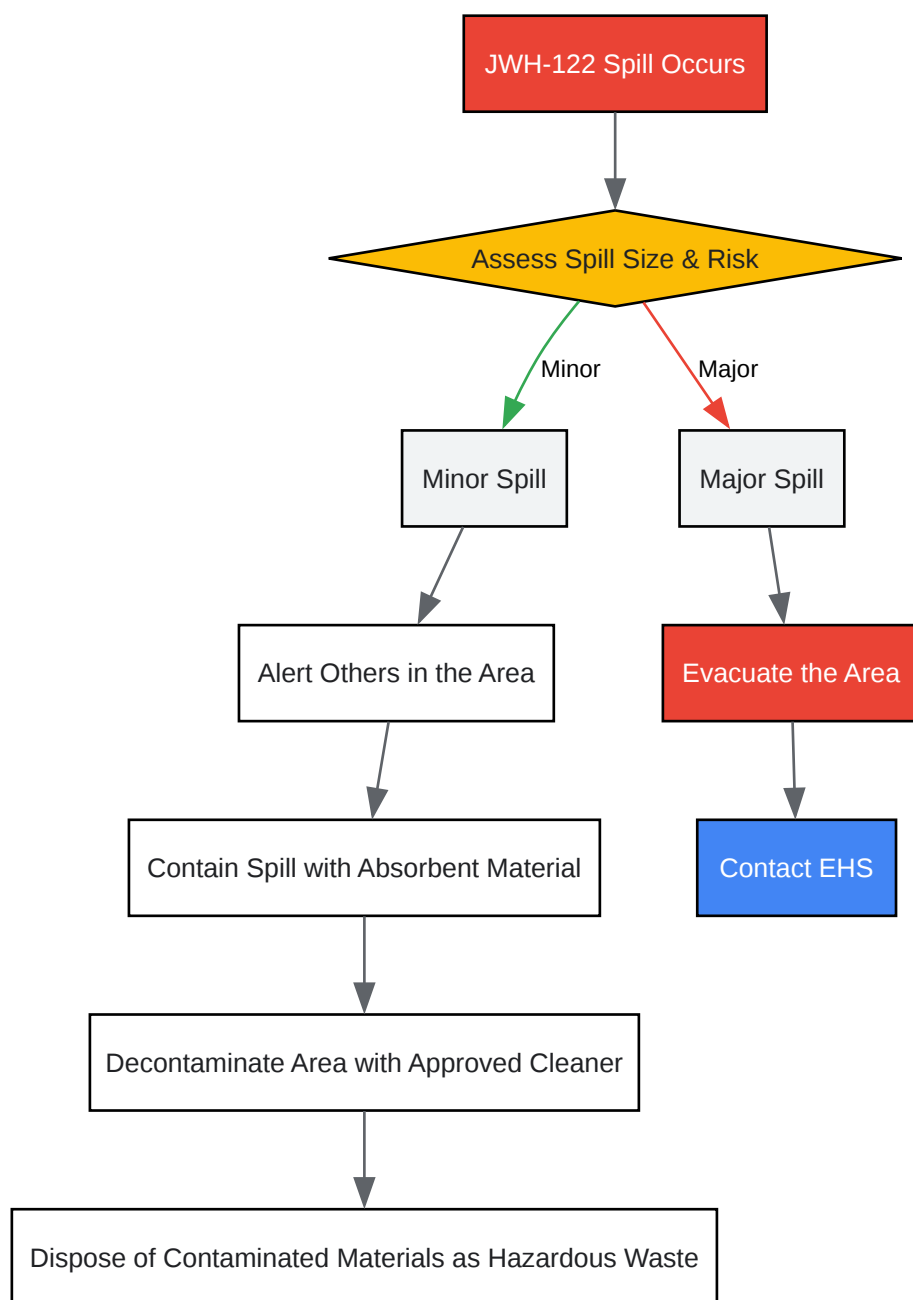 JWH-122 Spill Occurs
Assess Spill Size & Risk
Minor
Major
Minor Spill
Major Spill
Alert Others in the Area
Evacuate the Area
Contain Spill with Absorbent Material
Contact EHS
Decontaminate Area with Approved Cleaner
Dispose of Contaminated Materials as Hazardous Waste